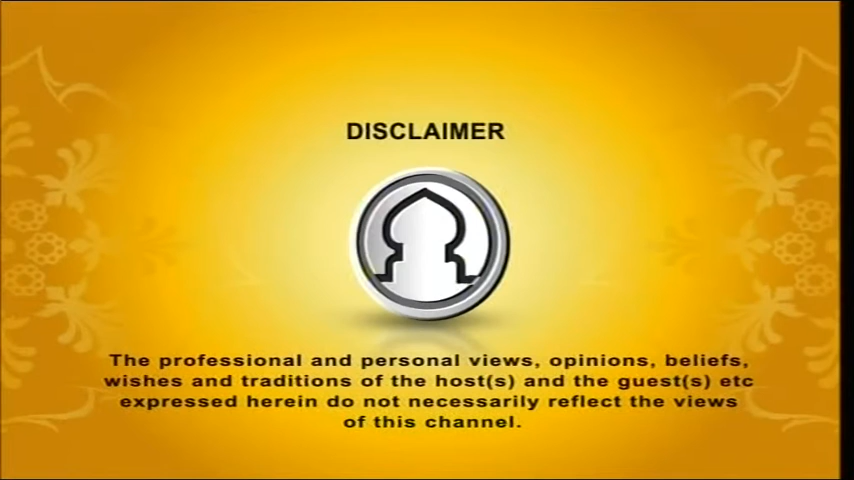 DISCLAIMER
The professional and personal views, opinions, beliefs,
wishes and traditions of the host(s) and the guest(s) etc
expressed herein do not necessarily reflect the views
of this channel.